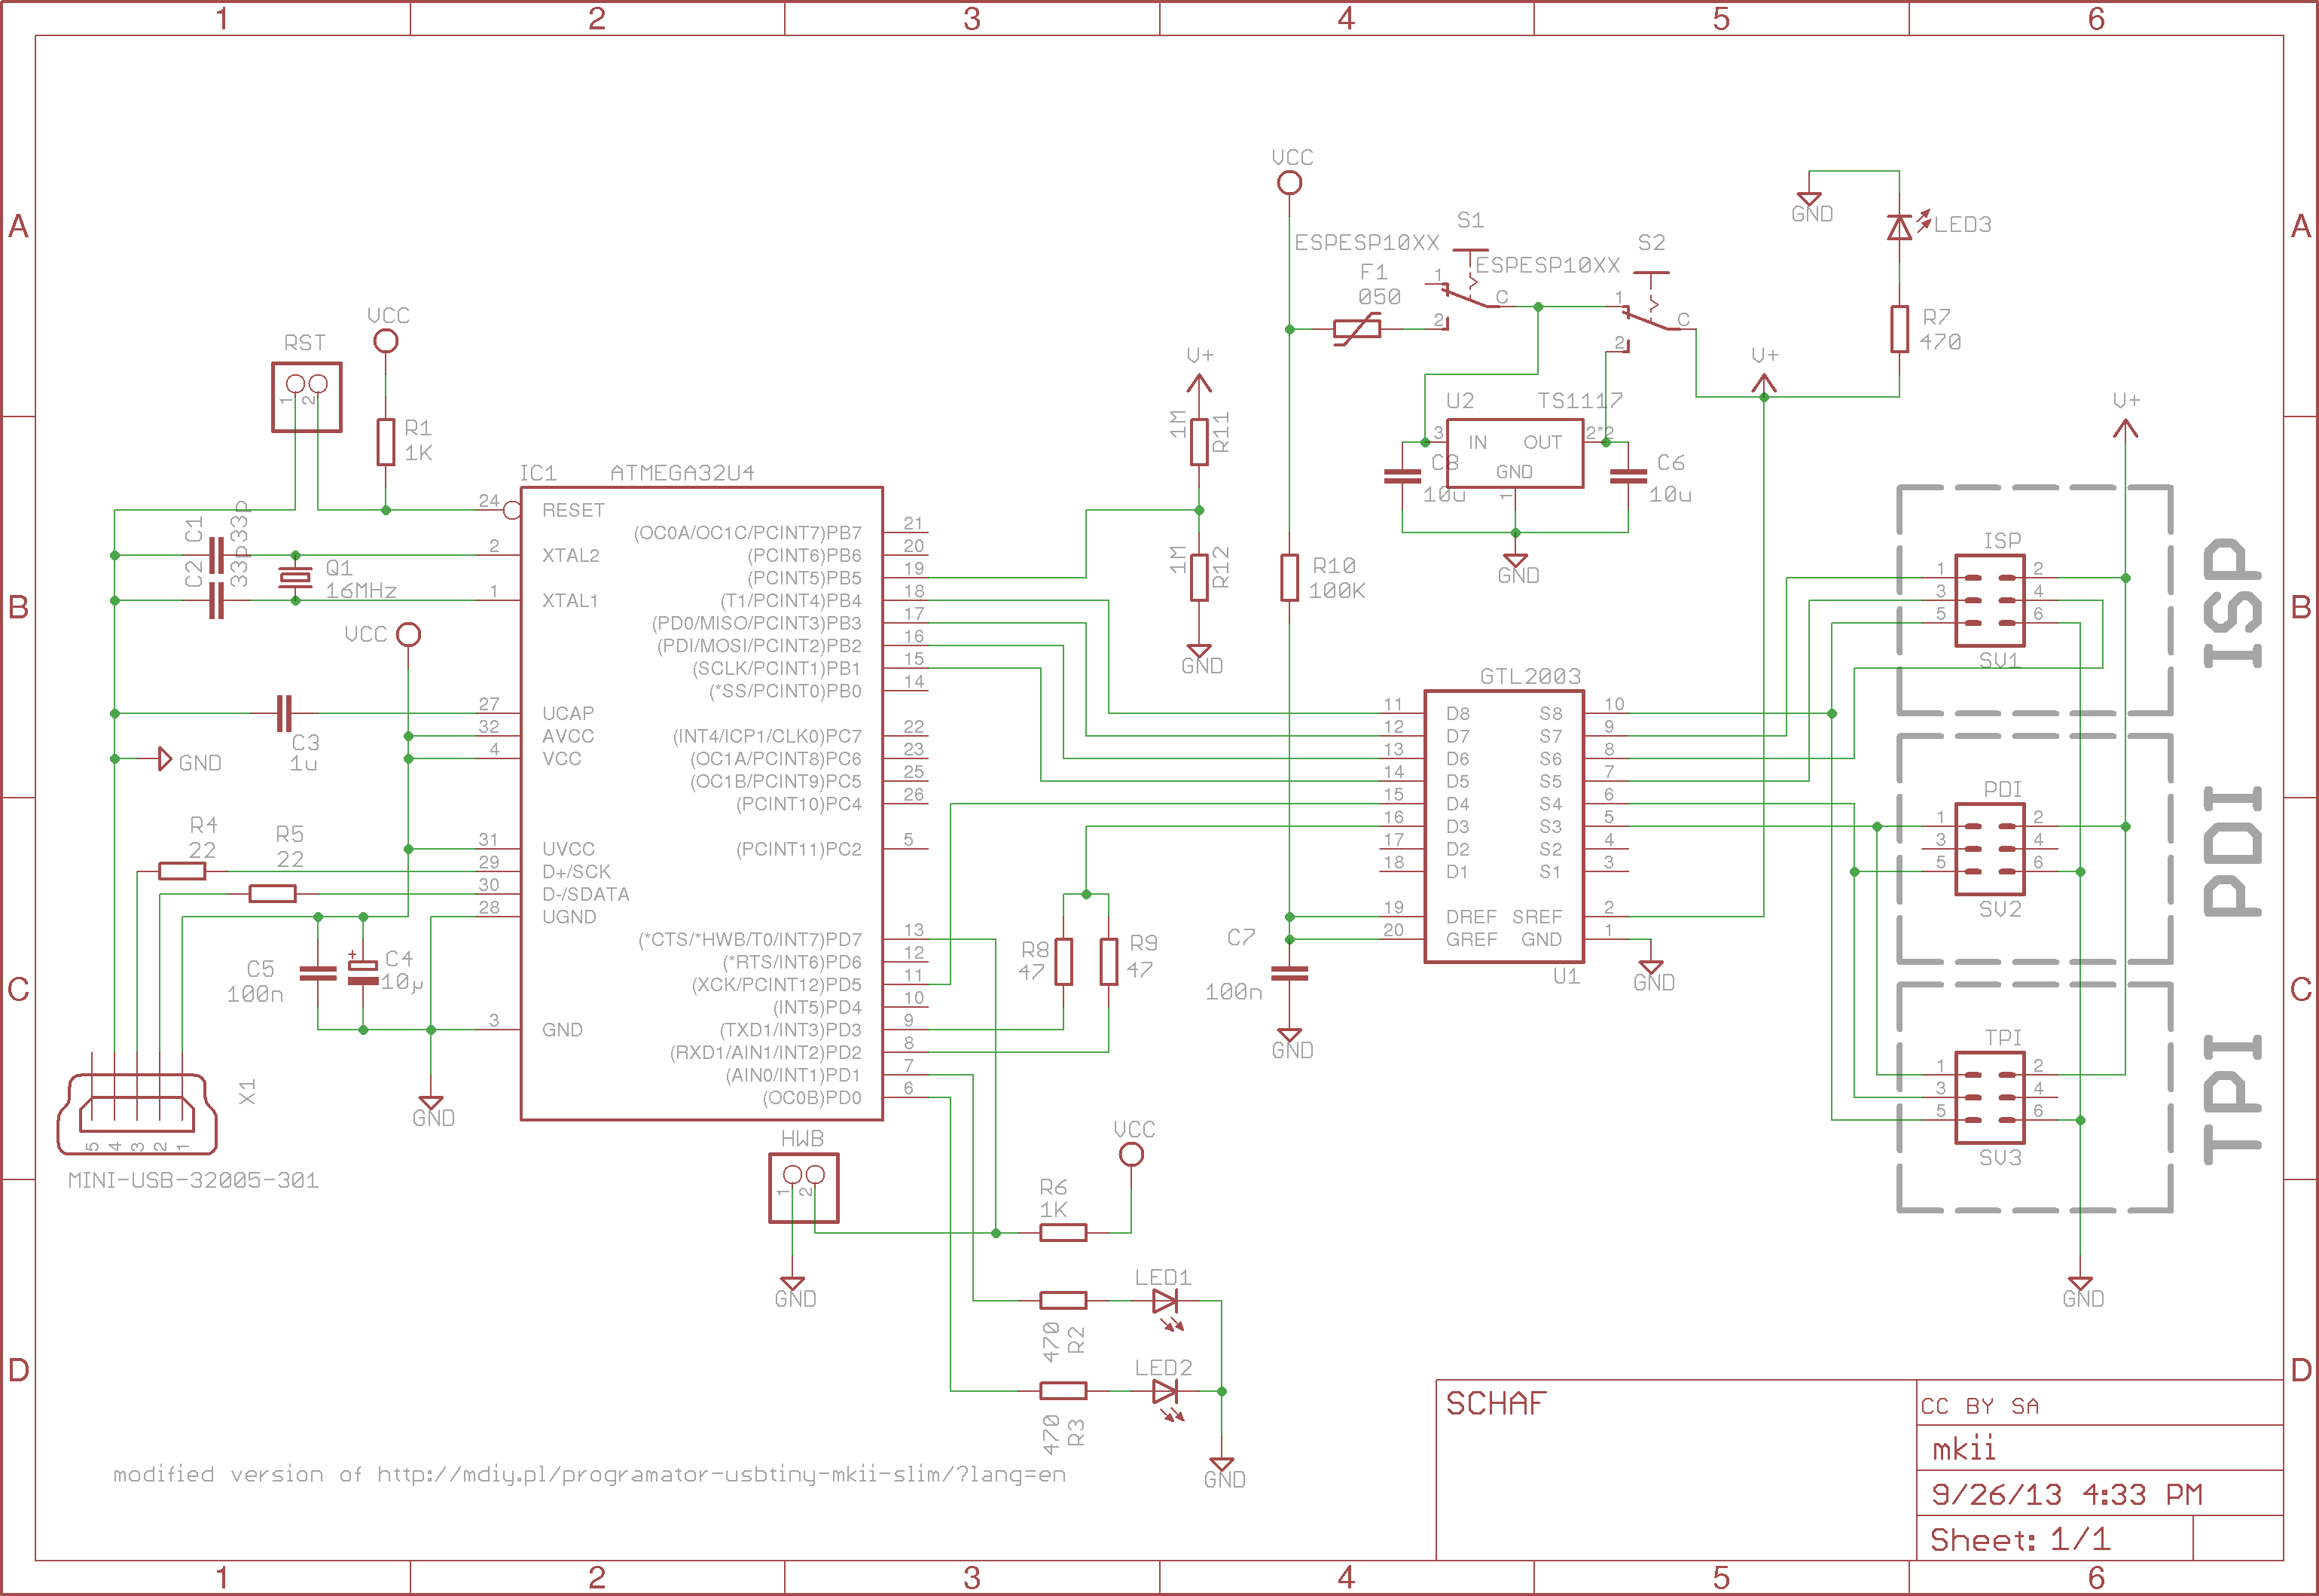 1 2 3 4 5 6
A A
B B
C C
D D
VCC
RST
1 2
R1
1K
C1
33P
C2
33P
Q1
16MHz
VCC
C3
1u
GND
R4
22
R5
22
C5
100n
+
C4
10µ
GND
X1
5 4 3 2 1
MINI-USB-32005-301
IC1 ATMEGA32U4
24 RESET
2 XTAL2
1 XTAL1
27 UCAP
32 AVCC
4 VCC
31 UVCC
29 D+/SCK
30 D-/SDATA
28 UGND
3 GND
(OC0A/OC1C/PCINT7)PB7 21
(PCINT6)PB6 20
(PCINT5)PB5 19
(T1/PCINT4)PB4 18
(PD0/MISO/PCINT3)PB3 17
(PDI/MOSI/PCINT2)PB2 16
(SCLK/PCINT1)PB1 15
(*SS/PCINT0)PB0 14
(INT4/ICP1/CLK0)PC7 22
(OC1A/PCINT8)PC6 23
(OC1B/PCINT9)PC5 25
(PCINT10)PC4 26
(PCINT11)PC2 5
(*CTS/*HWB/T0/INT7)PD7 13
(*RTS/INT6)PD6 12
(XCK/PCINT12)PD5 11
(INT5)PD4 10
(TXD1/INT3)PD3 9
(RXD1/AIN1/INT2)PD2 8
(AIN0/INT1)PD1 7
(OC0B)PD0 6
HWB
1 2
GND
VCC
R6
1K
LED1
470
R2
LED2
470
R3
GND
V+
1M
R11
1M
R12
GND
R8
47
R9
47
VCC
R10
100K
C7
100n
GND
S1
ESPESP10XX
F1
050
1
2
C
S2
ESPESP10XX
1
2
C
U2 TS1117
3 IN OUT 2*2
GND
1
C8
10u
C6
10u
GND
V+
GND
LED3
R7
470
GTL2003
11 D8 S8 10
12 D7 S7 9
13 D6 S6 8
14 D5 S5 7
15 D4 S4 6
16 D3 S3 5
17 D2 S2 4
18 D1 S1 3
19 DREF SREF 2
20 GREF GND 1
U1
GND
V+
ISP
1 2
3 4
5 6
SV1
ISP
PDI
1 2
3 4
5 6
SV2
PDI
TPI
1 2
3 4
5 6
SV3
TPI
GND
modified version of http://mdiy.pl/programator-usbtiny-mkii-slim/?lang=en
SCHAF
CC BY SA
mkii
9/26/13 4:33 PM
Sheet: 1/1
1 2 3 4 5 6